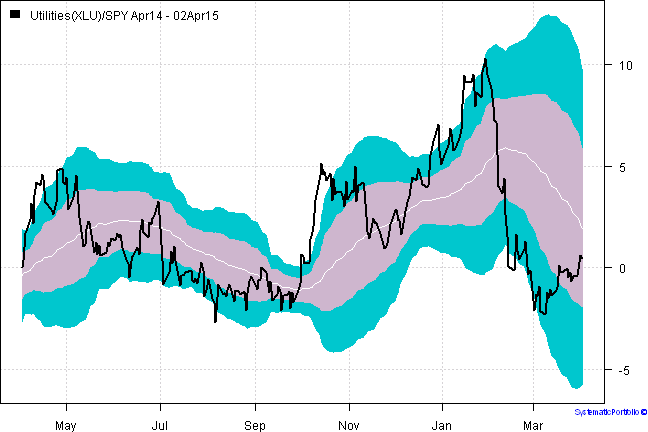 Utilities(XLU)/SPY Apr14 - 02Apr15
10
5
0
-5
May Jul Sep Nov Jan Mar
SystematicPortfolio ©